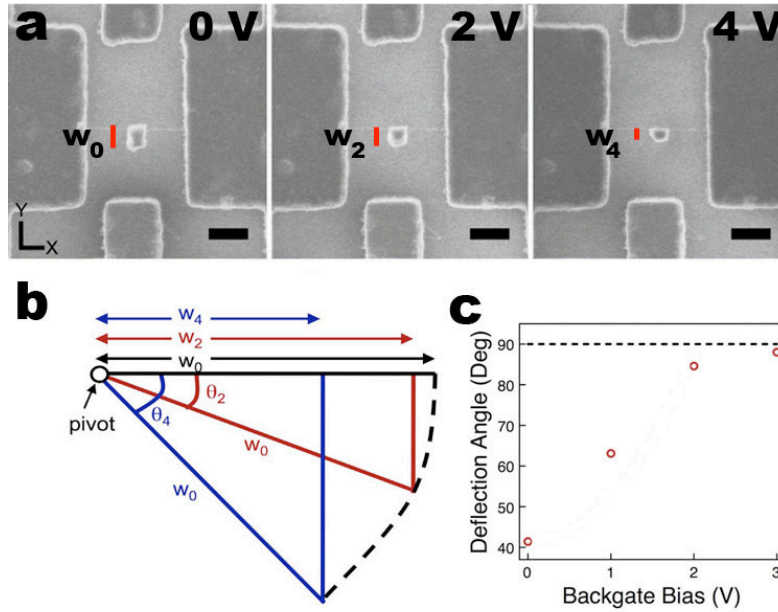 a 0 V 2 V 4 V
w0 w2 w4
Y
X
b c
w4
w2
w0
θ2
θ4
pivot
w0
w0
Deflection Angle (Deg)
90
80
70
60
50
40
0 1 2 3
Backgate Bias (V)